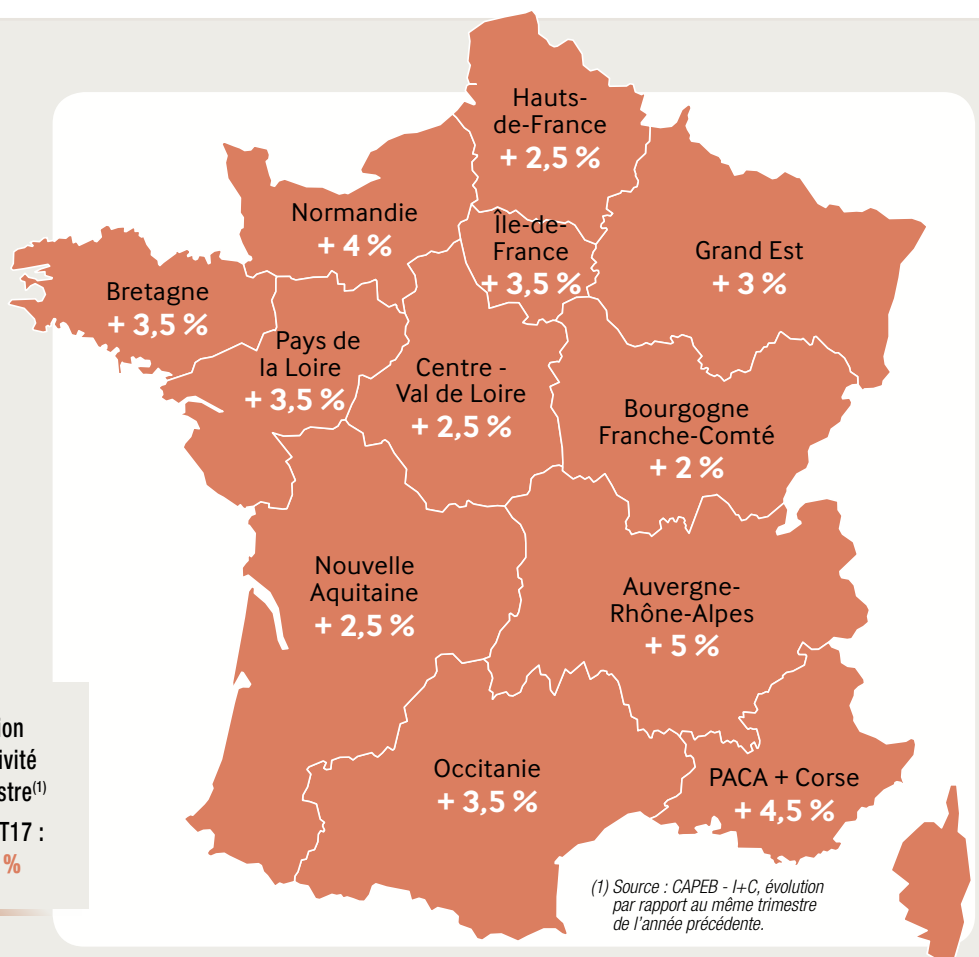 Hauts-
de-France
+ 2,5 %
Normandie
+ 4 %
Île-de-
France
+ 3,5 %
Grand Est
+ 3 %
Bretagne
+ 3,5 %
Pays de
la Loire
+ 3,5 %
Centre -
Val de Loire
+ 2,5 %
Bourgogne
Franche-Comté
+ 2 %
Nouvelle
Aquitaine
+ 2,5 %
Auvergne-
Rhône-Alpes
+ 5 %
Occitanie
+ 3,5 %
PACA + Corse
+ 4,5 %
ion
ivité
stre(1)
T17 :
%
(1) Source : CAPEB - I+C, évolution
par rapport au même trimestre
de l'année précédente.